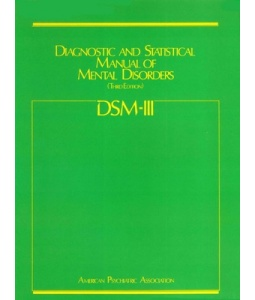 DIAGNOSTIC AND STATISTICAL
MANUAL OF
MENTAL DISORDERS
(THIRD EDITION)
DSM-III
AMERICAN PSYCHIATRIC ASSOCIATION